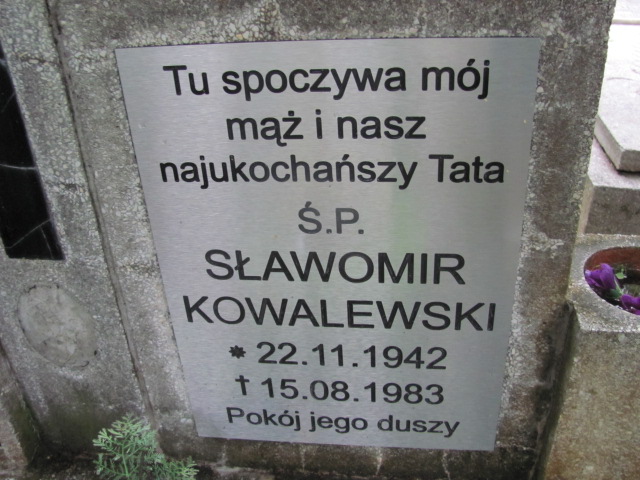 Tu spoczywa mój
mąż i nasz
najukochańszy Tata
Ś.P.
SŁAWOMIR
KOWALEWSKI
* 22.11.1942
† 15.08.1983
Pokój jego duszy